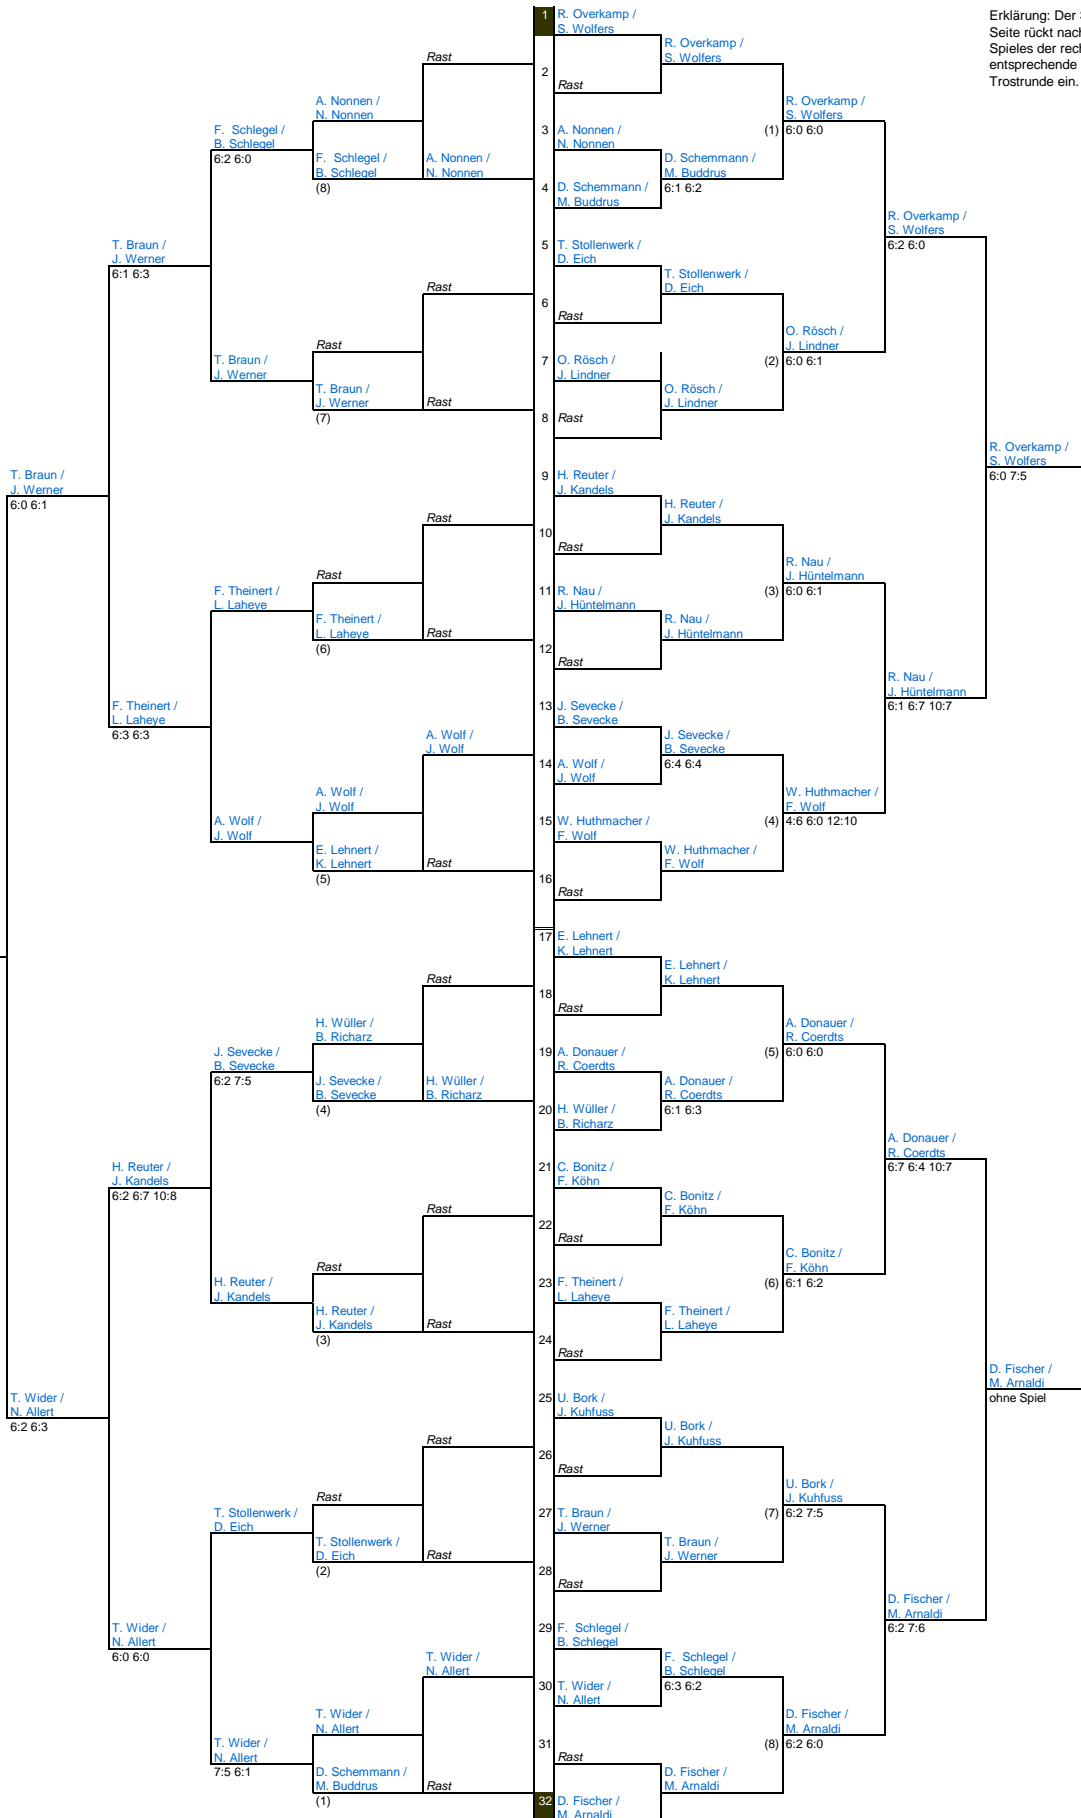 1 R. Overkamp /
S. Wolfers
Erklärung: Der
Seite rückt nach
Spieles der rech
entsprechende
Trostrunde ein.
R. Overkamp /
S. Wolfers
Rast
2
Rast
A. Nonnen /
N. Nonnen
R. Overkamp /
S. Wolfers
(1) 6:0 6:0
F. Schlegel /
B. Schlegel
6:2 6:0
3 A. Nonnen /
N. Nonnen
F. Schlegel /
B. Schlegel
(8)
A. Nonnen /
N. Nonnen
D. Schemmann /
M. Buddrus
6:1 6:2
4 D. Schemmann /
M. Buddrus
R. Overkamp /
S. Wolfers
6:2 6:0
T. Braun /
J. Werner
6:1 6:3
5 T. Stollenwerk /
D. Eich
T. Stollenwerk /
D. Eich
Rast
6
Rast
O. Rösch /
J. Lindner
(2) 6:0 6:1
Rast
T. Braun /
J. Werner
7 O. Rösch /
J. Lindner
T. Braun /
J. Werner
(7)
Rast
O. Rösch /
J. Lindner
8 Rast
R. Overkamp /
S. Wolfers
6:0 7:5
T. Braun /
J. Werner
6:0 6:1
9 H. Reuter /
J. Kandels
H. Reuter /
J. Kandels
Rast
10
Rast
R. Nau /
J. Hüntelmann
(3) 6:0 6:1
Rast
F. Theinert /
L. Laheye
11 R. Nau /
J. Hüntelmann
F. Theinert /
L. Laheye
(6)
Rast
R. Nau /
J. Hüntelmann
12
Rast
R. Nau /
J. Hüntelmann
6:1 6:7 10:7
F. Theinert /
L. Laheye
6:3 6:3
13 J. Sevecke /
B. Sevecke
A. Wolf /
J. Wolf
J. Sevecke /
B. Sevecke
6:4 6:4
14 A. Wolf /
J. Wolf
A. Wolf /
J. Wolf
W. Huthmacher /
F. Wolf
(4) 4:6 6:0 12:10
A. Wolf /
J. Wolf
15 W. Huthmacher /
F. Wolf
E. Lehnert /
K. Lehnert
(5)
Rast
W. Huthmacher /
F. Wolf
16
Rast
17 E. Lehnert /
K. Lehnert
E. Lehnert /
K. Lehnert
Rast
18
Rast
H. Wüller /
B. Richarz
A. Donauer /
R. Coerdts
(5) 6:0 6:0
J. Sevecke /
B. Sevecke
6:2 7:5
19 A. Donauer /
R. Coerdts
J. Sevecke /
B. Sevecke
(4)
H. Wüller /
B. Richarz
A. Donauer /
R. Coerdts
6:1 6:3
20 H. Wüller /
B. Richarz
A. Donauer /
R. Coerdts
6:7 6:4 10:7
H. Reuter /
J. Kandels
6:2 6:7 10:8
21 C. Bonitz /
F. Köhn
C. Bonitz /
F. Köhn
Rast
22
Rast
C. Bonitz /
F. Köhn
(6) 6:1 6:2
Rast
H. Reuter /
J. Kandels
23 F. Theinert /
L. Laheye
H. Reuter /
J. Kandels
(3)
Rast
F. Theinert /
L. Laheye
24
Rast
D. Fischer /
M. Arnaldi
ohne Spiel
T. Wider /
N. Allert
6:2 6:3
25 U. Bork /
J. Kuhfuss
U. Bork /
J. Kuhfuss
Rast
26
Rast
U. Bork /
J. Kuhfuss
(7) 6:2 7:5
Rast
T. Stollenwerk /
D. Eich
27 T. Braun /
J. Werner
T. Stollenwerk /
D. Eich
(2)
Rast
T. Braun /
J. Werner
28
Rast
D. Fischer /
M. Arnaldi
6:2 7:6
T. Wider /
N. Allert
6:0 6:0
29 F. Schlegel /
B. Schlegel
T. Wider /
N. Allert
F. Schlegel /
B. Schlegel
6:3 6:2
30 T. Wider /
N. Allert
T. Wider /
N. Allert
D. Fischer /
M. Arnaldi
(8) 6:2 6:0
T. Wider /
N. Allert
7:5 6:1
31
Rast
D. Schemmann /
M. Buddrus
(1)
Rast
D. Fischer /
M. Arnaldi
32 D. Fischer /
M. Arnaldi